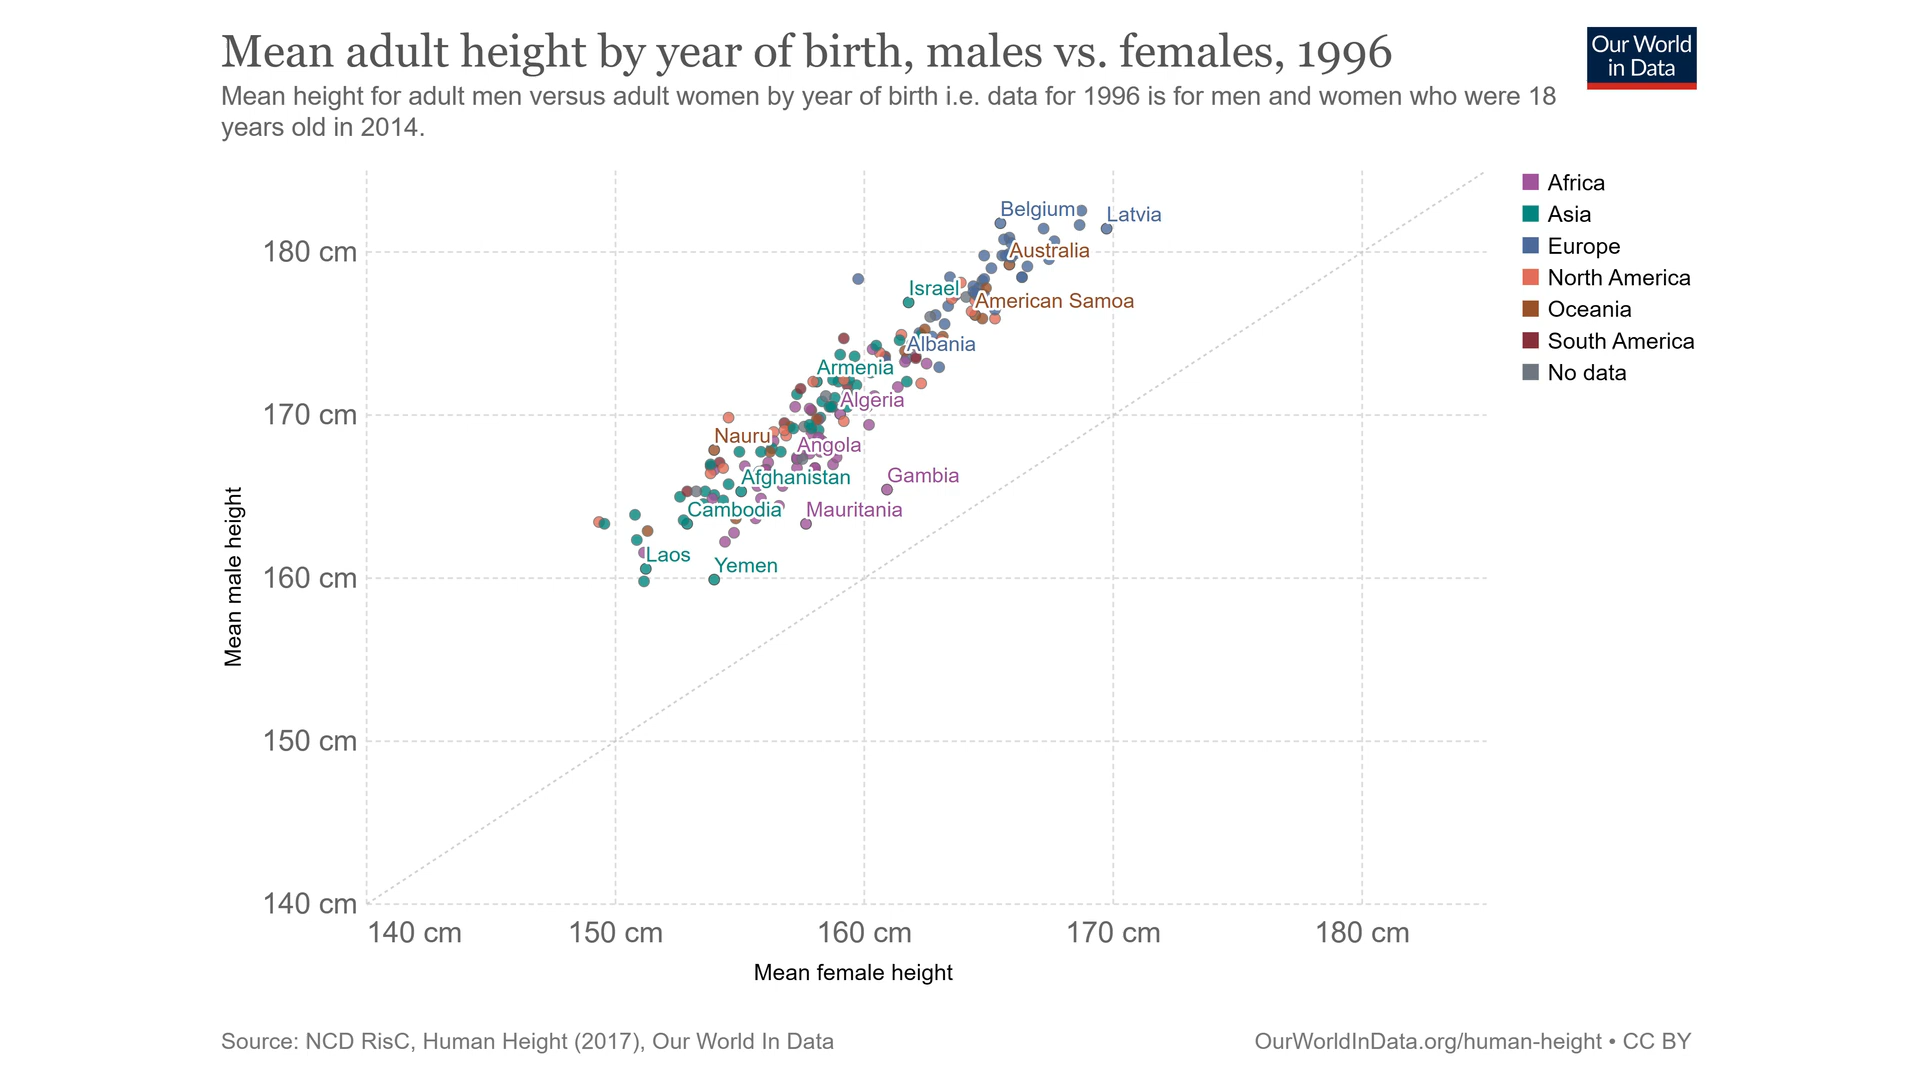 Mean adult height by year of birth, males vs. females, 1996
Our World
in Data
Mean height for adult men versus adult women by year of birth i.e. data for 1996 is for men and women who were 18
years old in 2014.
Africa
Asia
Europe
North America
Oceania
South America
No data
Belgium
Latvia
180 cm
Australia
Israel
American Samoa
Albania
Armenia
Algeria
170 cm
Nauru
Angola
Afghanistan
Gambia
Cambodia
Mauritania
Laos
Yemen
160 cm
Mean male height
150 cm
140 cm
140 cm
150 cm
160 cm
170 cm
180 cm
Mean female height
Source: NCD RisC, Human Height (2017), Our World In Data
OurWorldInData.org/human-height • CC BY